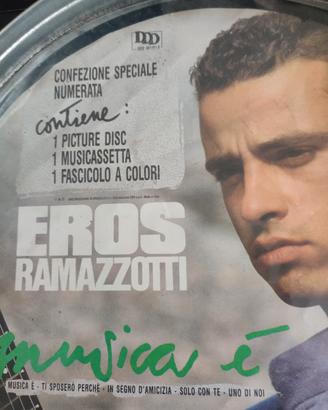 DDD
CONFEZIONE SPECIALE
NUMERATA
contiene:
1 PICTURE DISC
1 MUSICASSETTA
1 FASCICOLO A COLORI
EROS
RAMAZZOTTI
musica è
MUSICA È - TI SPOSERÒ PERCHÈ - IN SEGNO D'AMICIZIA - SOLO CON TE - UNO DI NOI